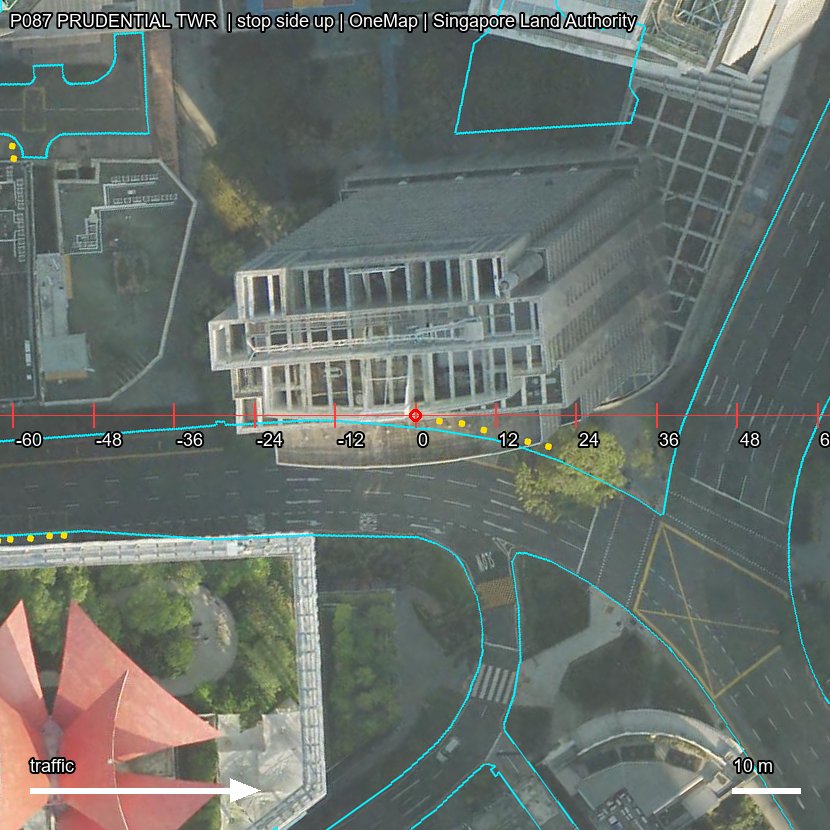 P087 PRUDENTIAL TWR | stop side up | OneMap | Singapore Land Authority
-60 -48 -36 -24 -12 0 12 24 36 48 6
traffic
10 m